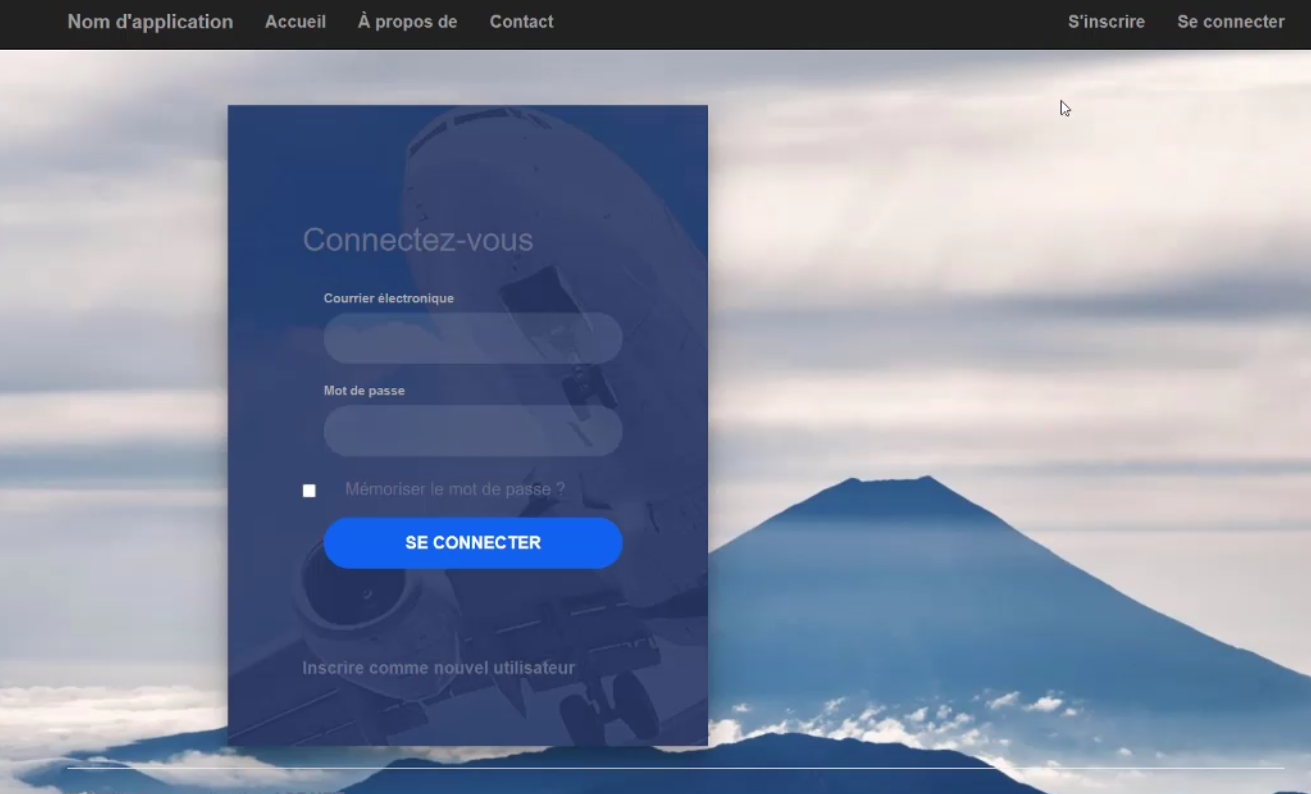 Nom d'application Accueil À propos de Contact S'inscrire Se connecter
Connectez-vous
Courrier électronique
Mot de passe
Mémoriser le mot de passe ?
SE CONNECTER
Inscrire comme nouvel utilisateur